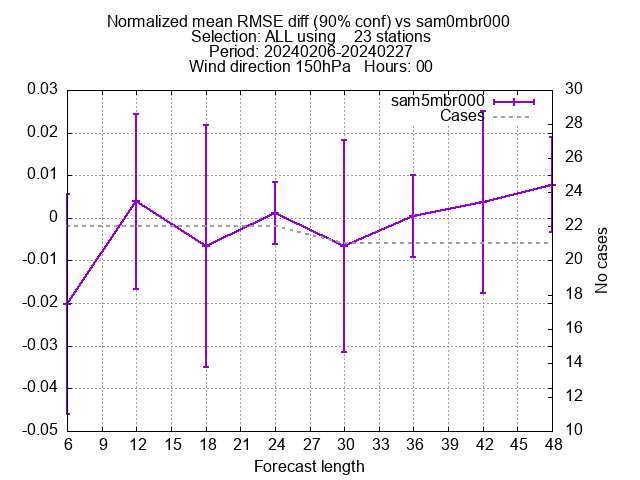 Normalized mean RMSE diff (90% conf) vs sam0mbr000
Selection: ALL using    23 stations
Period: 20240206-20240227
Wind direction 150hPa   Hours: 00
0.03
0.02
0.01
0
-0.01
-0.02
-0.03
-0.04
-0.05
sam5mbr000
Cases
30
28
26
24
22
20
18
16
14
12
10
No cases
6 9 12 15 18 21 24 27 30 33 36 39 42 45 48
Forecast length